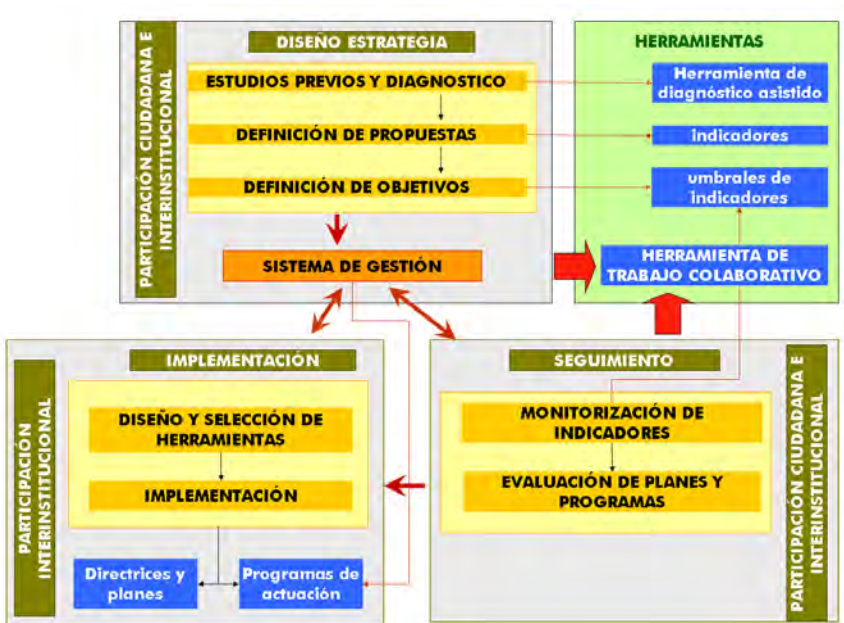 PARTICIPACIÓN CIUDADANA E
INTERINSTITUCIONAL
DISEÑO ESTRATEGIA
ESTUDIOS PREVIOS Y DIAGNOSTICO
DEFINICIÓN DE PROPUESTAS
DEFINICIÓN DE OBJETIVOS
SISTEMA DE GESTIÓN
HERRAMIENTAS
Herramienta de
diagnóstico asistido
indicadores
umbrales de
indicadores
HERRAMIENTA DE
TRABAJO COLABORATIVO
PARTICIPACIÓN
INTERINSTITUCIONAL
IMPLEMENTACIÓN
DISEÑO Y SELECCIÓN DE
HERRAMIENTAS
IMPLEMENTACIÓN
Directrices y
planes
Programas de
actuación
SEGUIMIENTO
MONITORIZACIÓN DE
INDICADORES
EVALUACIÓN DE PLANES Y
PROGRAMAS
PARTICIPACIÓN CIUDADANA E
INTERINSTITUCIONAL